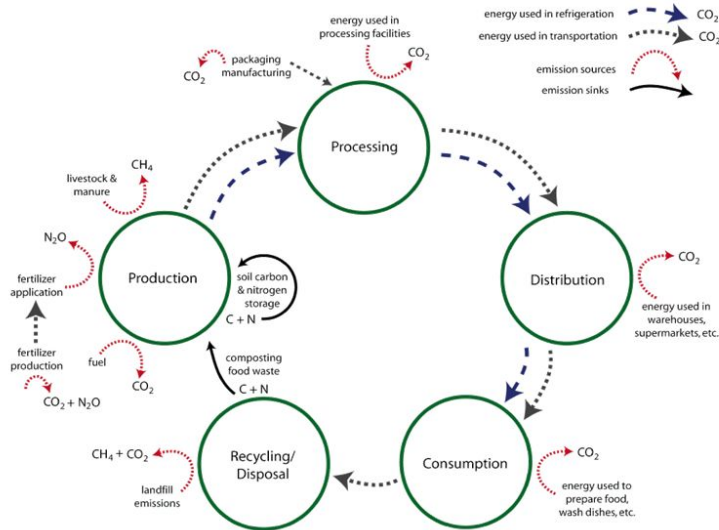 energy used in refrigeration
CO₂
energy used in transportation
CO₂
emission sources
emission sinks
energy used in
processing facilities
CO₂
packaging
manufacturing
CO₂
Processing
CH₄
livestock &
manure
N₂O
fertilizer
application
fertilizer
production
CO₂ + N₂O
fuel
CO₂
Production
soil carbon
& nitrogen
storage
C + N
Distribution
CO₂
energy used in
warehouses,
supermarkets, etc.
composting
food waste
C + N
Recycling/
Disposal
CH₄ + CO₂
landfill
emissions
Consumption
CO₂
energy used to
prepare food,
wash dishes, etc.